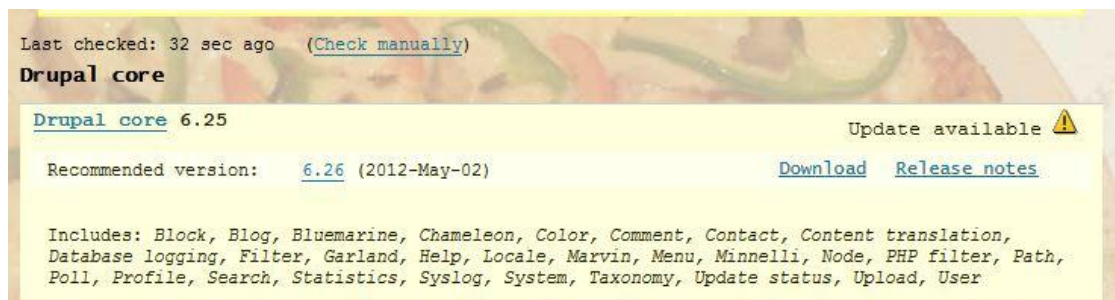 Last checked: 32 sec ago (Check manually)
Drupal core
Drupal core 6.25 Update available
Recommended version: 6.26 (2012-May-02) Download Release notes
Includes: Block, Blog, Bluemarine, Chameleon, Color, Comment, Contact, Content translation,
Database logging, Filter, Garland, Help, Locale, Marvin, Menu, Minnelli, Node, PHP filter, Path,
Poll, Profile, Search, Statistics, Syslog, System, Taxonomy, Update status, Upload, User